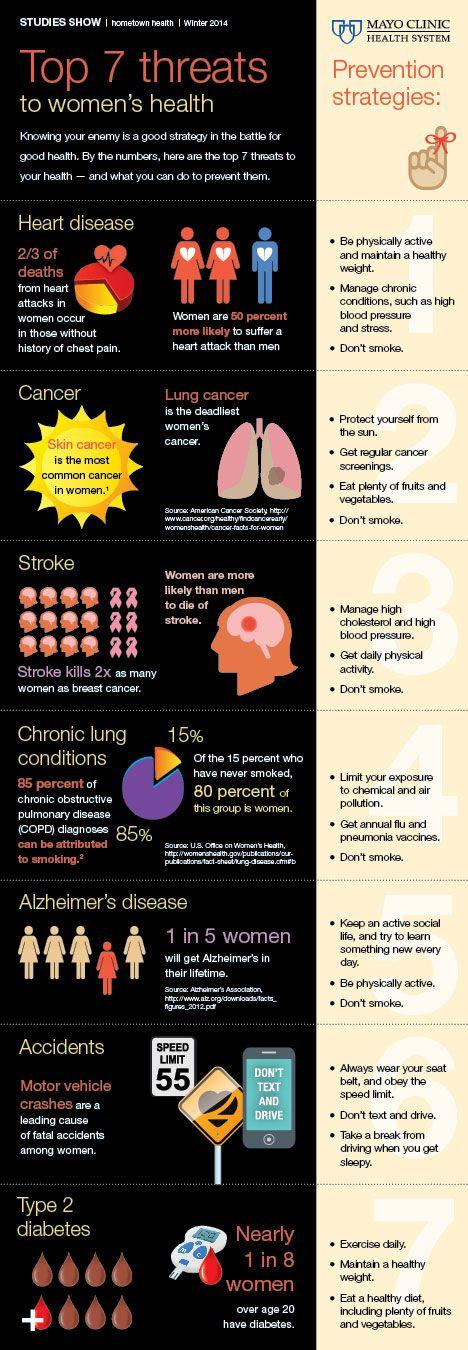 STUDIES SHOW | hometown health | Winter 2014
Top 7 threats
to women's health
Knowing your enemy is a good strategy in the battle for
good health. By the numbers, here are the top 7 threats to
your health — and what you can do to prevent them.
MAYO CLINIC
HEALTH SYSTEM
Prevention
strategies:
Heart disease
2/3 of
deaths
from heart
attacks in
women occur
in those without
history of chest pain.
Women are 50 percent
more likely to suffer a
heart attack than men
1
• Be physically active
and maintain a healthy
weight.
• Manage chronic
conditions, such as high
blood pressure
and stress.
• Don't smoke.
Cancer
Skin cancer
is the most
common cancer
in women.¹
Lung cancer
is the deadliest
women's
cancer.
Source: American Cancer Society, http://
www.cancer.org/healthy/findcancerearly/
womenshealth/cancer-facts-for-women
2
• Protect yourself from
the sun.
• Get regular cancer
screenings.
• Eat plenty of fruits and
vegetables.
• Don't smoke.
Stroke
Stroke kills 2x as many
women as breast cancer.
Women are more
likely than men
to die of
stroke.
3
• Manage high
cholesterol and high
blood pressure.
• Get daily physical
activity.
• Don't smoke.
Chronic lung
conditions
85 percent of
chronic obstructive
pulmonary disease
(COPD) diagnoses
can be attributed
to smoking.²
15%
85%
Of the 15 percent who
have never smoked,
80 percent of
this group is women.
Source: U.S. Office on Women's Health,
http://womenshealth.gov/publications/our-
publications/fact-sheet/lung-disease.cfm#b
4
• Limit your exposure
to chemical and air
pollution.
• Get annual flu and
pneumonia vaccines.
• Don't smoke.
Alzheimer's disease
1 in 5 women
will get Alzheimer's in
their lifetime.
Source: Alzheimer's Association,
http://www.alz.org/downloads/facts_
figures_2012.pdf
5
• Keep an active social
life, and try to learn
something new every
day.
• Be physically active.
• Don't smoke.
Accidents
Motor vehicle
crashes are a
leading cause
of fatal accidents
among women.
SPEED
LIMIT
55
DON'T
TEXT
AND
DRIVE
6
• Always wear your seat
belt, and obey the
speed limit.
• Don't text and drive.
• Take a break from
driving when you get
sleepy.
Type 2
diabetes
Nearly
1 in 8
women
over age 20
have diabetes.
7
• Exercise daily.
• Maintain a healthy
weight.
• Eat a healthy diet,
including plenty of fruits
and vegetables.